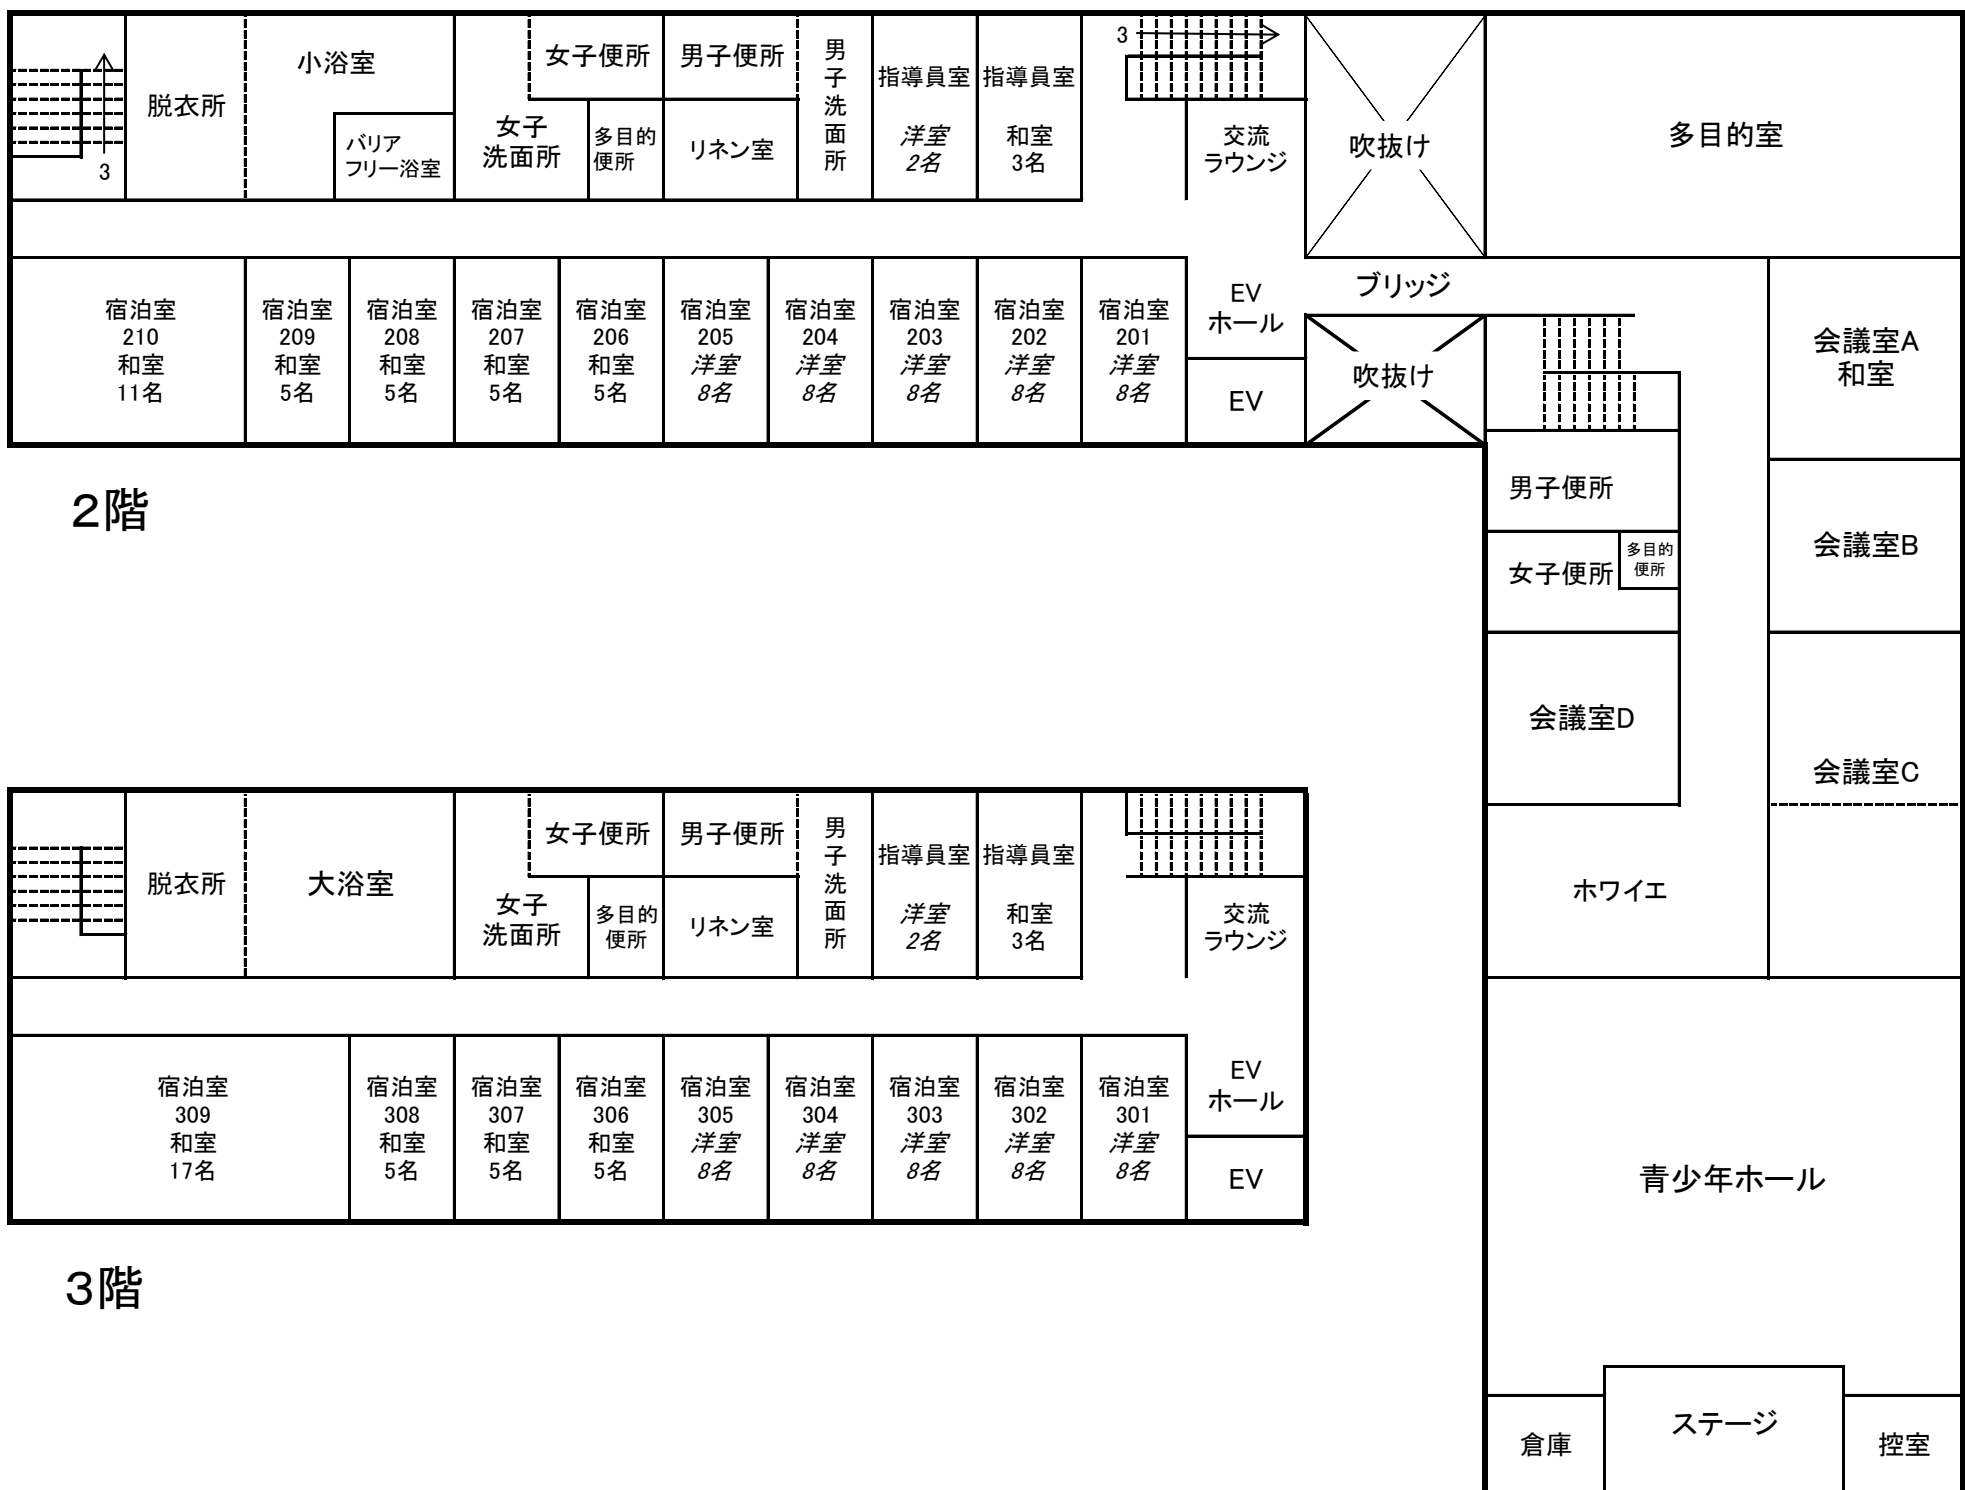 脱衣所
小浴室
バリア
フリー浴室
3
女子
洗面所
女子便所
多目的
便所
男子便所
リネン室
男子洗面所
指導員室
洋室
2名
指導員室
和室
3名
3
交流
ラウンジ
吹抜け
多目的室
宿泊室
210
和室
11名
宿泊室
209
和室
5名
宿泊室
208
和室
5名
宿泊室
207
和室
5名
宿泊室
206
和室
5名
宿泊室
205
洋室
8名
宿泊室
204
洋室
8名
宿泊室
203
洋室
8名
宿泊室
202
洋室
8名
宿泊室
201
洋室
8名
EV
ホール
EV
ブリッジ
吹抜け
会議室A
和室
男子便所
女子便所
多目的
便所
会議室B
会議室D
会議室C
ホワイエ
青少年ホール
倉庫
ステージ
控室
2階
脱衣所
大浴室
女子
洗面所
女子便所
多目的
便所
男子便所
リネン室
男子洗面所
指導員室
洋室
2名
指導員室
和室
3名
交流
ラウンジ
宿泊室
309
和室
17名
宿泊室
308
和室
5名
宿泊室
307
和室
5名
宿泊室
306
和室
5名
宿泊室
305
洋室
8名
宿泊室
304
洋室
8名
宿泊室
303
洋室
8名
宿泊室
302
洋室
8名
宿泊室
301
洋室
8名
EV
ホール
EV
3階